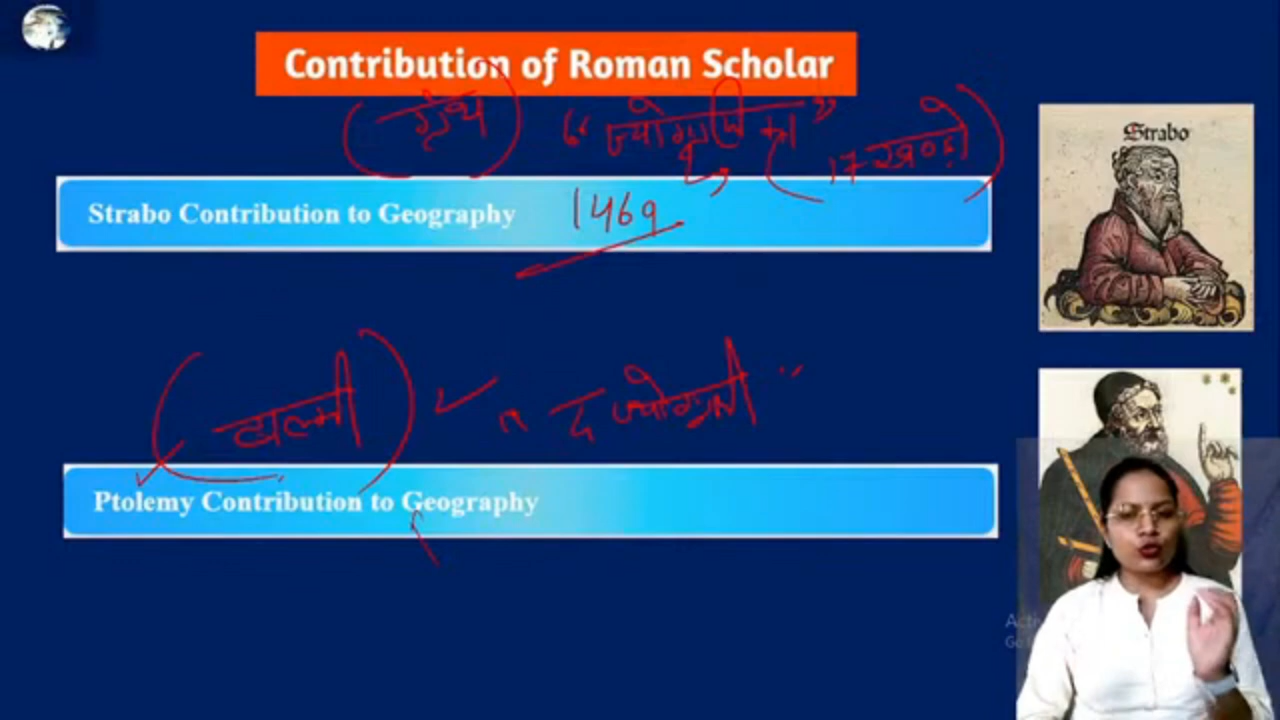 Contribution of Roman Scholar
(ग्रंथ) "ज्योग्राफिका" (17 खण्डो)
Strabo
Strabo Contribution to Geography 1469
(टालमी) ✓ "द ज्योग्राफी"
Ptolemy Contribution to Geography